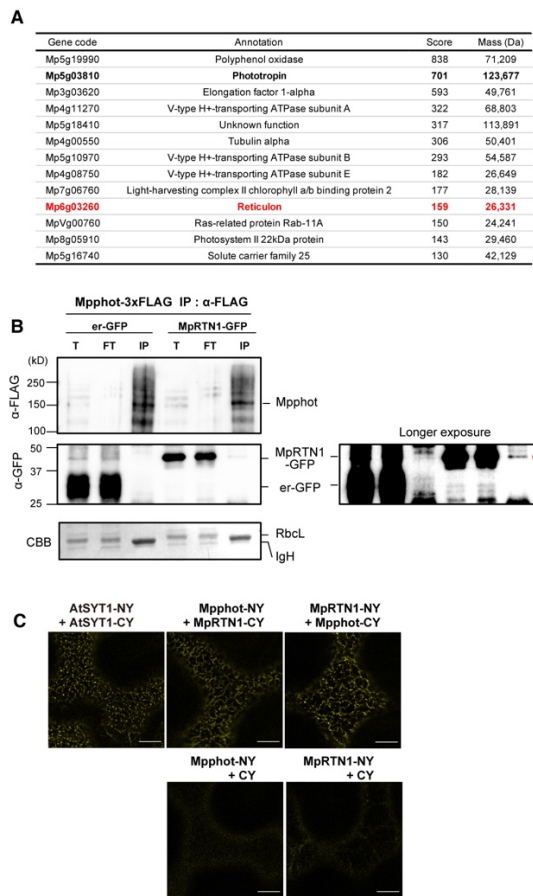 A
Gene code Annotation Score Mass (Da)
Mp5g19990 Polyphenol oxidase 838 71,209
Mp5g03810 Phototropin 701 123,677
Mp3g03620 Elongation factor 1-alpha 593 49,761
Mp4g11270 V-type H+-transporting ATPase subunit A 322 68,803
Mp5g18410 Unknown function 317 113,891
Mp4g00550 Tubulin alpha 306 50,401
Mp5g10970 V-type H+-transporting ATPase subunit B 293 54,587
Mp4g08750 V-type H+-transporting ATPase subunit E 182 26,649
Mp7g06760 Light-harvesting complex II chlorophyll a/b binding protein 2 177 28,139
Mp6g03260 Reticulon 159 26,331
MpVg00760 Ras-related protein Rab-11A 150 24,241
Mp8g05910 Photosystem II 22kDa protein 143 29,460
Mp5g16740 Solute carrier family 25 130 42,129
B
Mpphot-3xFLAG IP : α-FLAG
er-GFP MpRTN1-GFP
(kD) T FT IP T FT IP
α-FLAG
250
150
100
Mpphot
α-GFP
50
37
25
MpRTN1
-GFP
er-GFP
Longer exposure
CBB
RbcL
IgH
C
AtSYT1-NY
+ AtSYT1-CY
Mpphot-NY
+ MpRTN1-CY
MpRTN1-NY
+ Mpphot-CY
Mpphot-NY
+ CY
MpRTN1-NY
+ CY